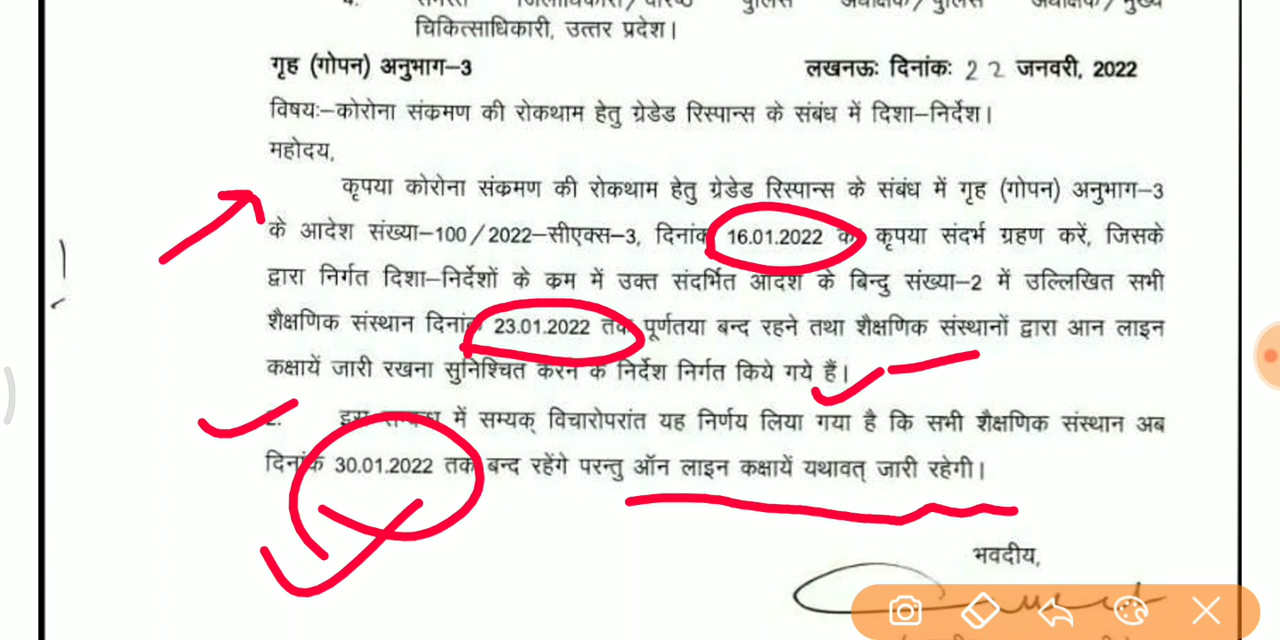 चिकित्साधिकारी, उत्तर प्रदेश।
गृह (गोपन) अनुभाग–3 लखनऊः दिनांकः 22 जनवरी, 2022
विषयः–कोरोना संक्रमण की रोकथाम हेतु ग्रेडेड रिस्पान्स के संबंध में दिशा–निर्देश।
महोदय,
कृपया कोरोना संक्रमण की रोकथाम हेतु ग्रेडेड रिस्पान्स के संबंध में गृह (गोपन) अनुभाग–3
के आदेश संख्या–100/2022–सीएक्स–3, दिनांक 16.01.2022 का कृपया संदर्भ ग्रहण करें, जिसके
द्वारा निर्गत दिशा–निर्देशों के क्रम में उक्त संदर्भित आदेश के बिन्दु संख्या–2 में उल्लिखित सभी
शैक्षणिक संस्थान दिनांक 23.01.2022 तक पूर्णतया बन्द रहने तथा शैक्षणिक संस्थानों द्वारा आन लाइन
कक्षायें जारी रखना सुनिश्चित करने के निर्देश निर्गत किये गये हैं।
2. इस सम्बन्ध में सम्यक् विचारोपरांत यह निर्णय लिया गया है कि सभी शैक्षणिक संस्थान अब
दिनांक 30.01.2022 तक बन्द रहेंगे परन्तु ऑन लाइन कक्षायें यथावत् जारी रहेगी।
भवदीय,